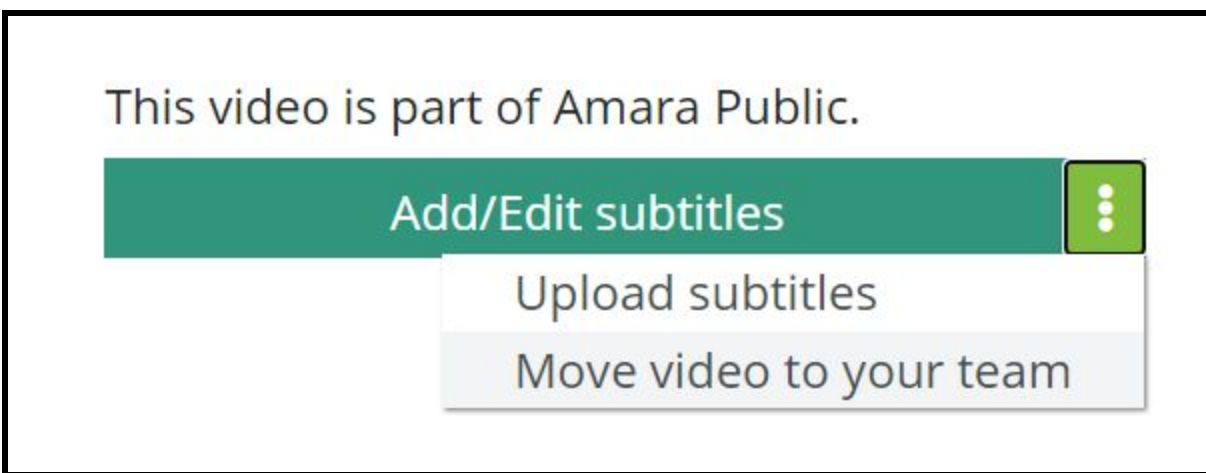 This video is part of Amara Public.
Add/Edit subtitles
Upload subtitles
Move video to your team